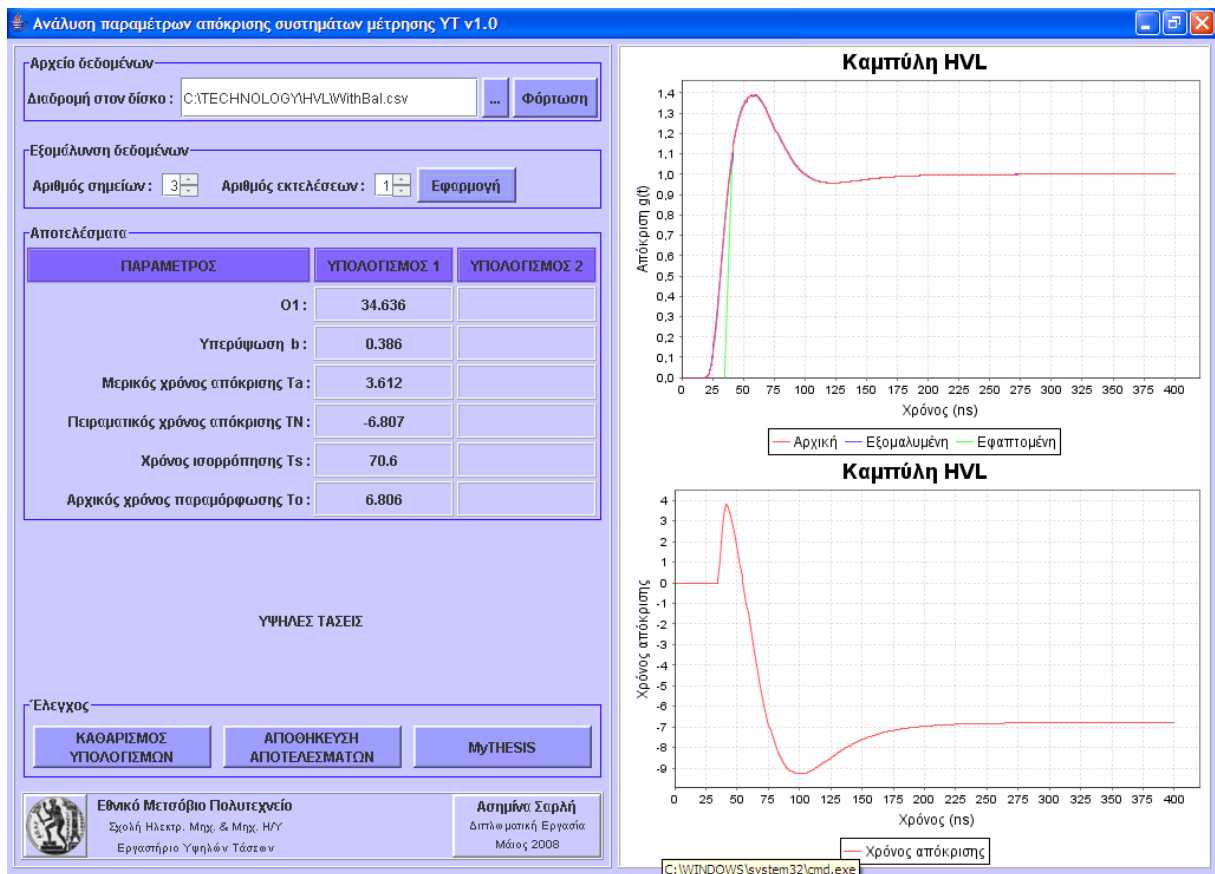 Ανάλυση παραμέτρων απόκρισης συστημάτων μέτρησης ΥΤ v1.0
Αρχείο δεδομένων
Διαδρομή στον δίσκο : C:\TECHNOLOGY\HVL\WithBal.csv ... Φόρτωση
Εξομάλυνση δεδομένων
Αριθμός σημείων : 3 Αριθμός εκτελέσεων : 1 Εφαρμογή
Αποτελέσματα
ΠΑΡΑΜΕΤΡΟΣ ΥΠΟΛΟΓΙΣΜΟΣ 1 ΥΠΟΛΟΓΙΣΜΟΣ 2
O1 : 34.636
Υπερύψωση b : 0.386
Μερικός χρόνος απόκρισης Ta : 3.612
Πειραματικός χρόνος απόκρισης TN : -6.807
Χρόνος ισορρόπησης Ts : 70.6
Αρχικός χρόνος παραμόρφωσης To : 6.806
ΥΨΗΛΕΣ ΤΑΣΕΙΣ
Έλεγχος
ΚΑΘΑΡΙΣΜΟΣ ΥΠΟΛΟΓΙΣΜΩΝ
ΑΠΟΘΗΚΕΥΣΗ ΑΠΟΤΕΛΕΣΜΑΤΩΝ
MyTHESIS
Εθνικό Μετσόβιο Πολυτεχνείο
Σχολή Ηλεκτρ. Μηχ. & Μηχ. Η/Υ
Εργαστήριο Υψηλών Τάσεων
Ασημίνα Σαρλή
Διπλωματική Εργασία
Μάιος 2008
Καμπύλη HVL
1,4
1,3
1,2
1,1
1,0
0,9
0,8
0,7
0,6
0,5
0,4
0,3
0,2
0,1
0,0
Απόκριση g(t)
0 25 50 75 100 125 150 175 200 225 250 275 300 325 350 375 400
Χρόνος (ns)
Αρχική Εξομαλυμένη Εφαπτομένη
Καμπύλη HVL
4
3
2
1
0
-1
-2
-3
-4
-5
-6
-7
-8
-9
Χρόνος απόκρισης
0 25 50 75 100 125 150 175 200 225 250 275 300 325 350 375 400
Χρόνος (ns)
Χρόνος απόκρισης
C:\WINDOWS\system32\cmd.exe